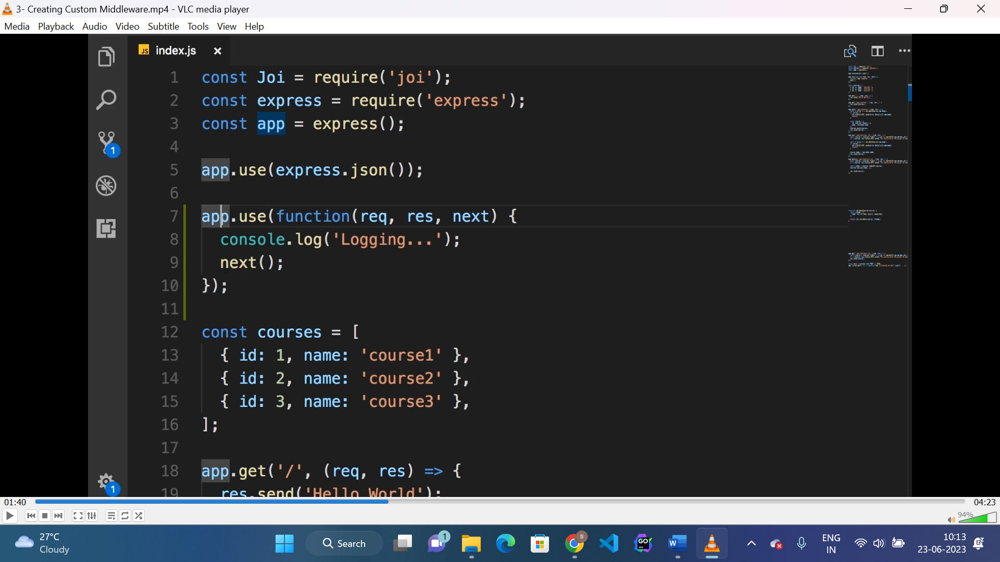 3- Creating Custom Middleware.mp4 - VLC media player
Media Playback Audio Video Subtitle Tools View Help
JS index.js
1 const Joi = require('joi');
2 const express = require('express');
3 const app = express();
4
5 app.use(express.json());
6
7 app.use(function(req, res, next) {
8 console.log('Logging...');
9 next();
10 });
11
12 const courses = [
13 { id: 1, name: 'course1' },
14 { id: 2, name: 'course2' },
15 { id: 3, name: 'course3' },
16 ];
17
18 app.get('/', (req, res) => {
19 res.send('Hello World');
1
1
01:40 04:23
94%
27°C
Cloudy
Search
1
S
GO
W
ENG
IN
10:13
23-06-2023